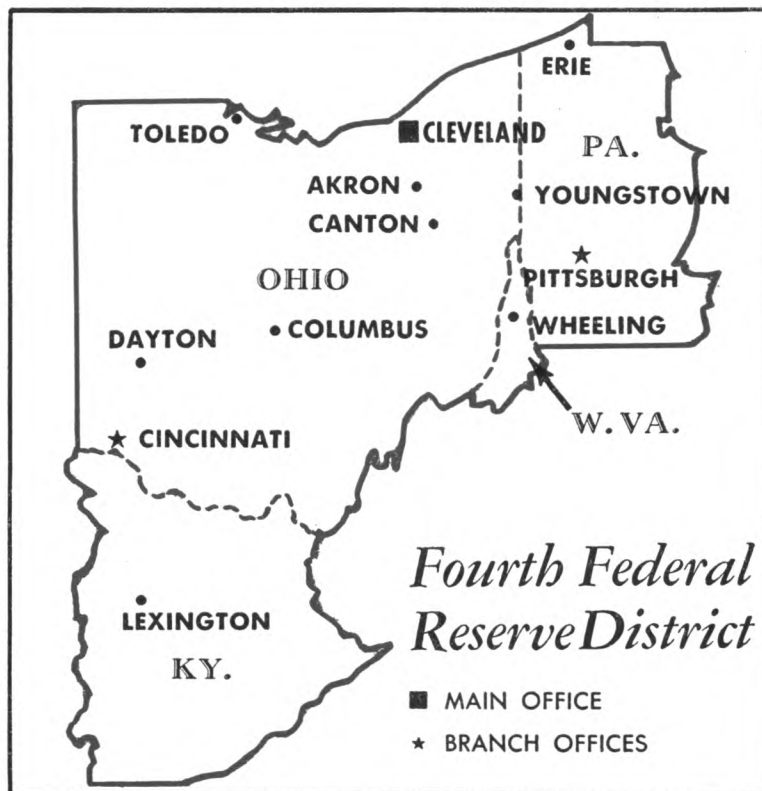 ERIE
TOLEDO
CLEVELAND
PA.
AKRON
YOUNGSTOWN
CANTON
OHIO
PITTSBURGH
COLUMBUS
WHEELING
DAYTON
W. VA.
CINCINNATI
Fourth Federal
Reserve District
LEXINGTON
KY.
MAIN OFFICE
BRANCH OFFICES